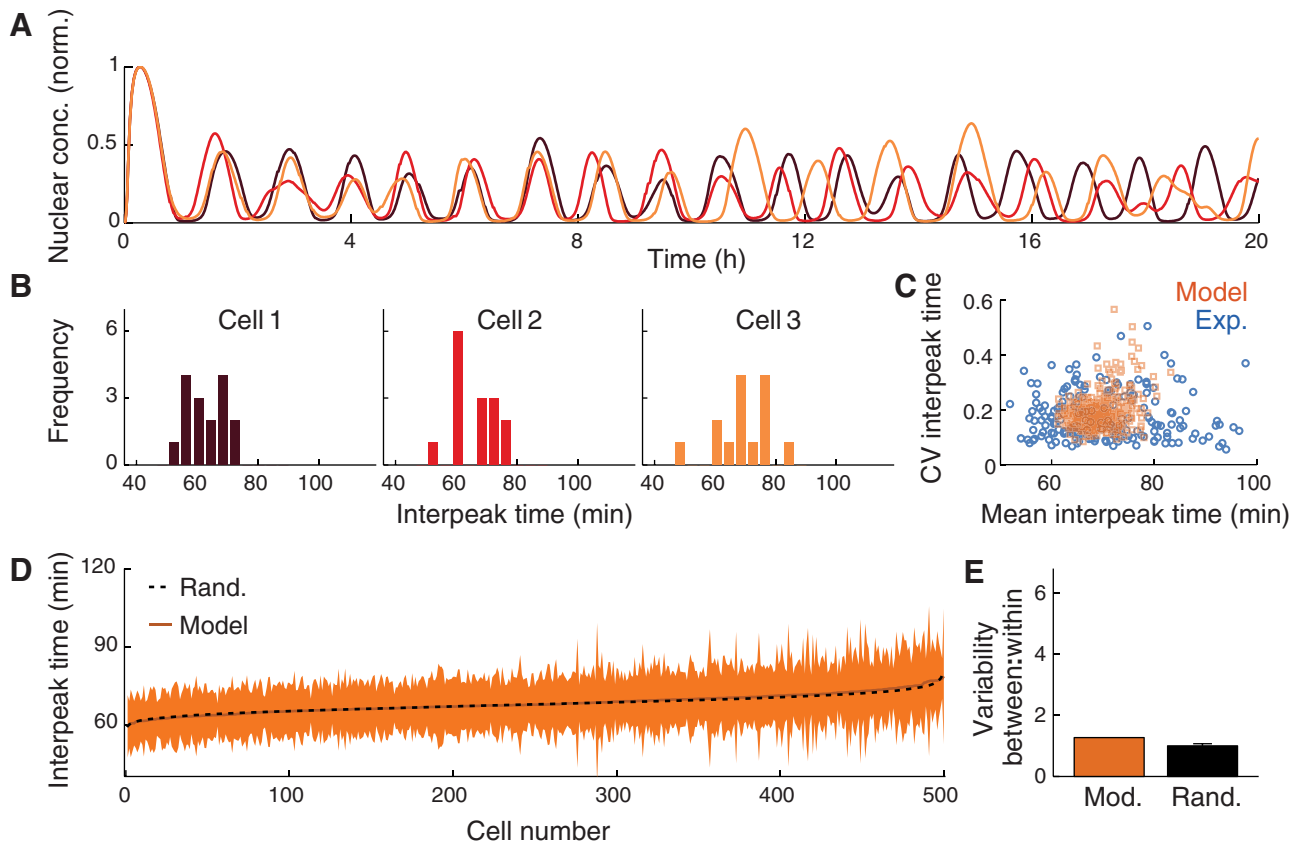 A
Nuclear conc. (norm.)
1
0.5
0
0 4 8 12 16 20
Time (h)
B
Frequency
Cell 1 Cell 2 Cell 3
6
3
0
40 60 80 100 40 60 80 100 40 60 80 100
Interpeak time (min)
C
CV interpeak time
Model
Exp.
0.6
0.4
0.2
0
60 80 100
Mean interpeak time (min)
D
Interpeak time (min)
120
90
60
Rand.
Model
0 100 200 300 400 500
Cell number
E
Variability
between:within
6
4
2
0
Mod. Rand.